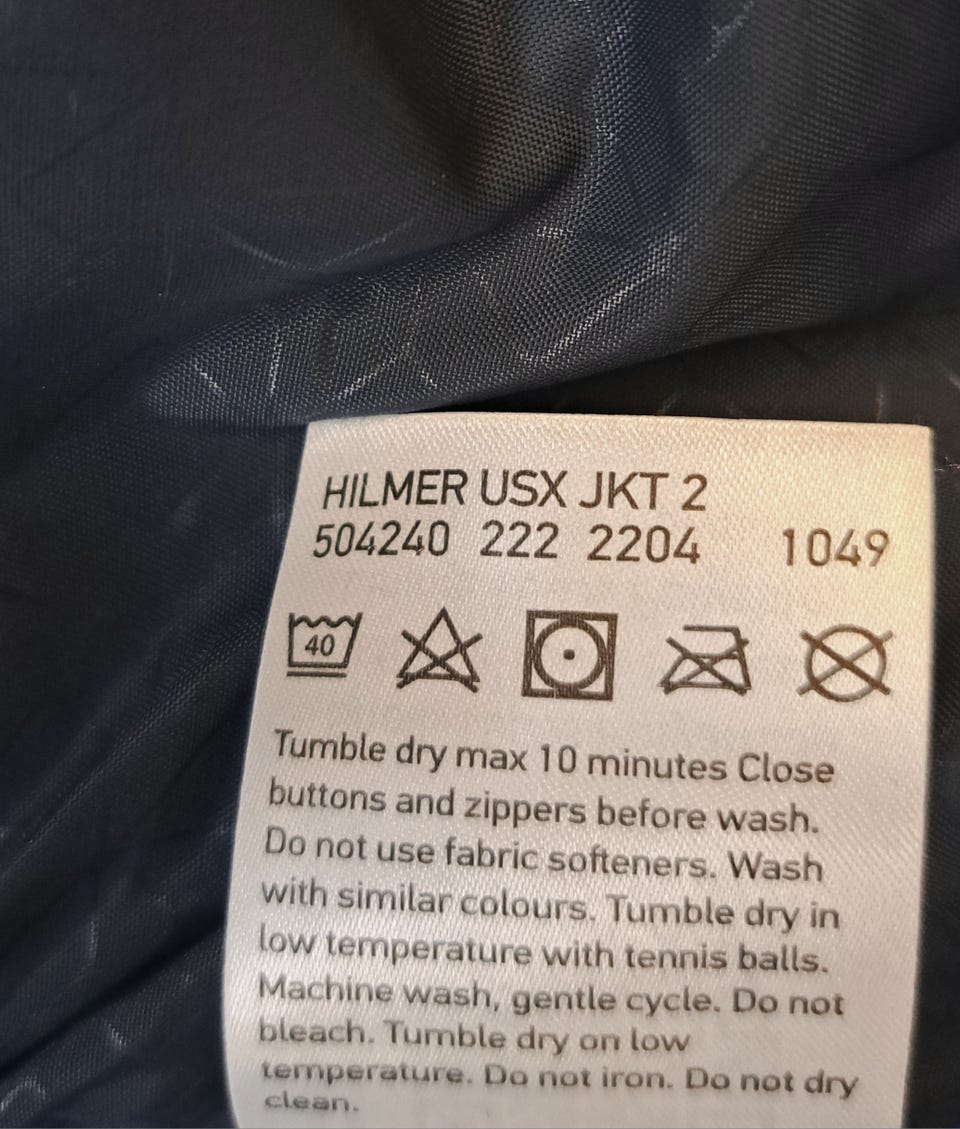 HILMER USX JKT 2
504240 222 2204 1049
40
Tumble dry max 10 minutes Close
buttons and zippers before wash.
Do not use fabric softeners. Wash
with similar colours. Tumble dry in
low temperature with tennis balls.
Machine wash, gentle cycle. Do not
bleach. Tumble dry on low
temperature. Do not iron. Do not dry
clean.